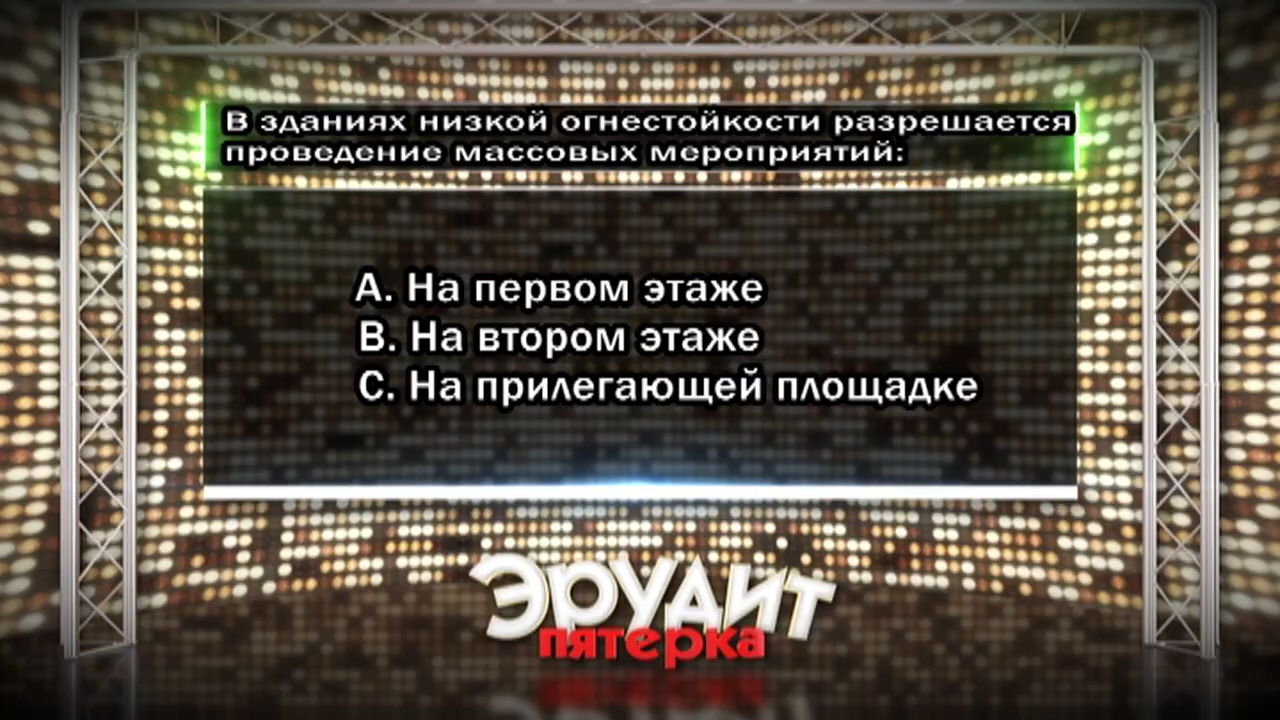 В зданиях низкой огнестойкости разрешается
проведение массовых мероприятий:
A. На первом этаже
B. На втором этаже
C. На прилегающей площадке
Эрудит
пятерка